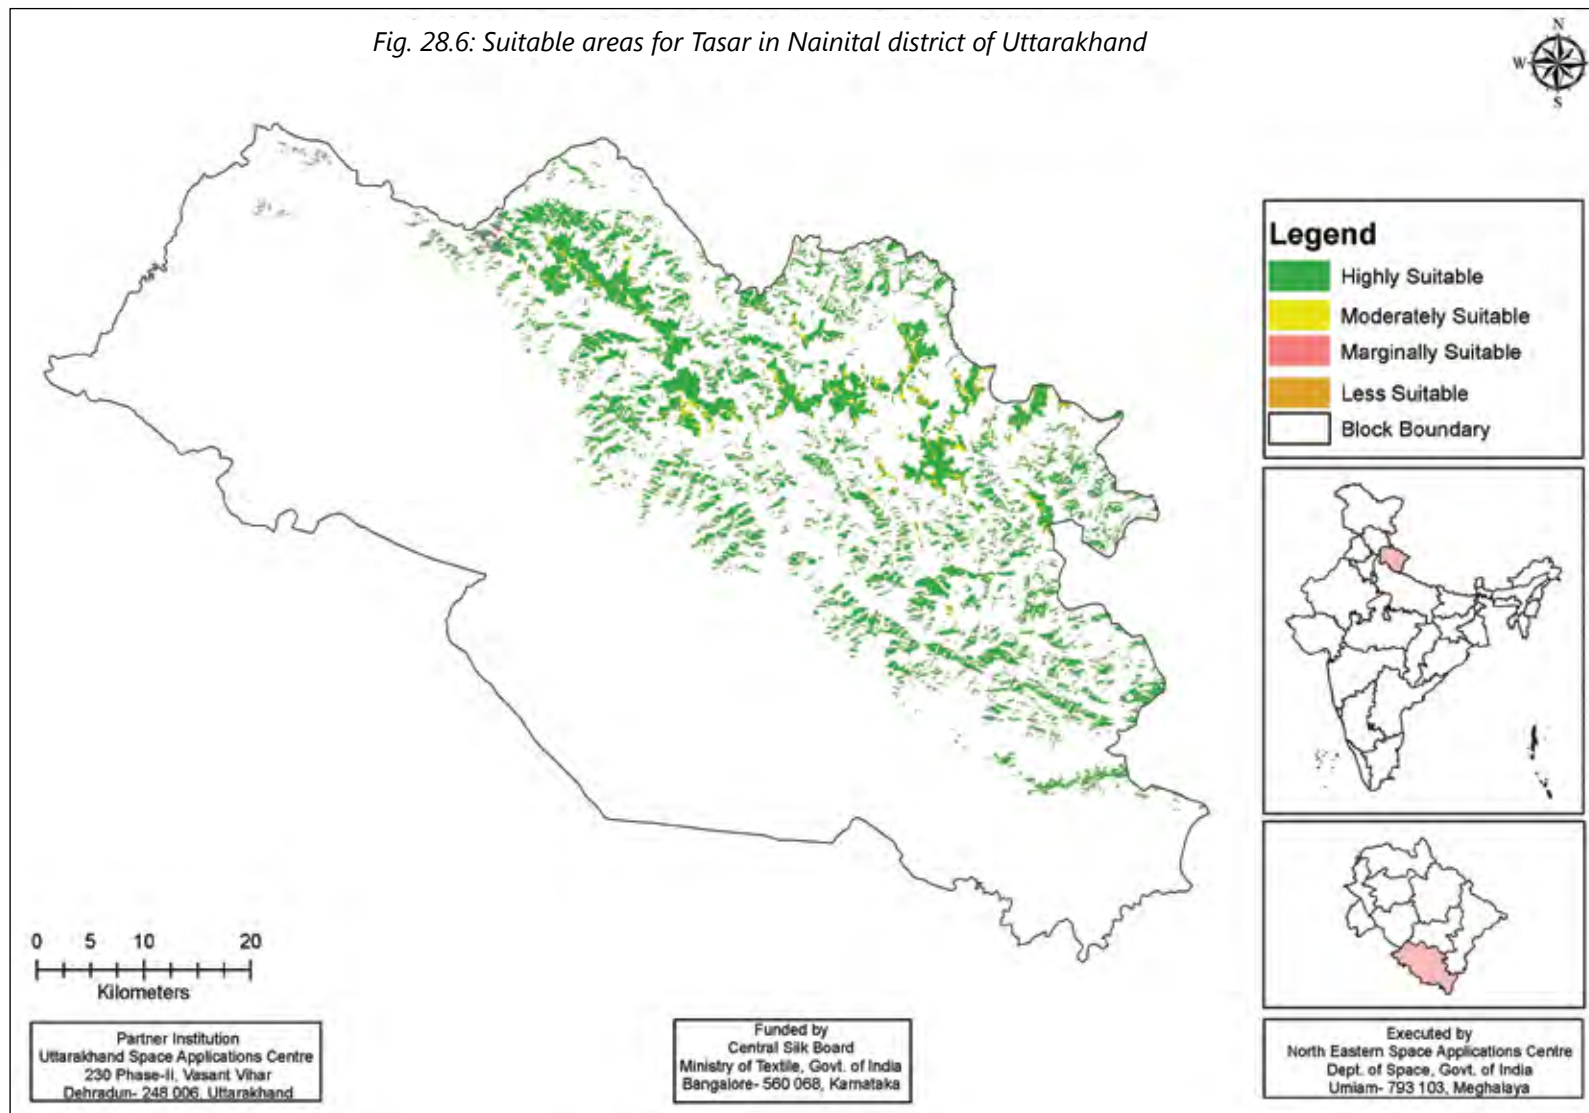 Fig. 28.6: Suitable areas for Tasar in Nainital district of Uttarakhand
N
W
S
Legend
Highly Suitable
Moderately Suitable
Marginally Suitable
Less Suitable
Block Boundary
0 5 10 20
Kilometers
Partner Institution
Uttarakhand Space Applications Centre
230 Phase-II, Vasant Vihar
Dehradun- 248 006, Uttarakhand
Funded by
Central Silk Board
Ministry of Textile, Govt. of India
Bangalore- 560 068, Karnataka
Executed by
North Eastern Space Applications Centre
Dept. of Space, Govt. of India
Umiam- 793 103, Meghalaya